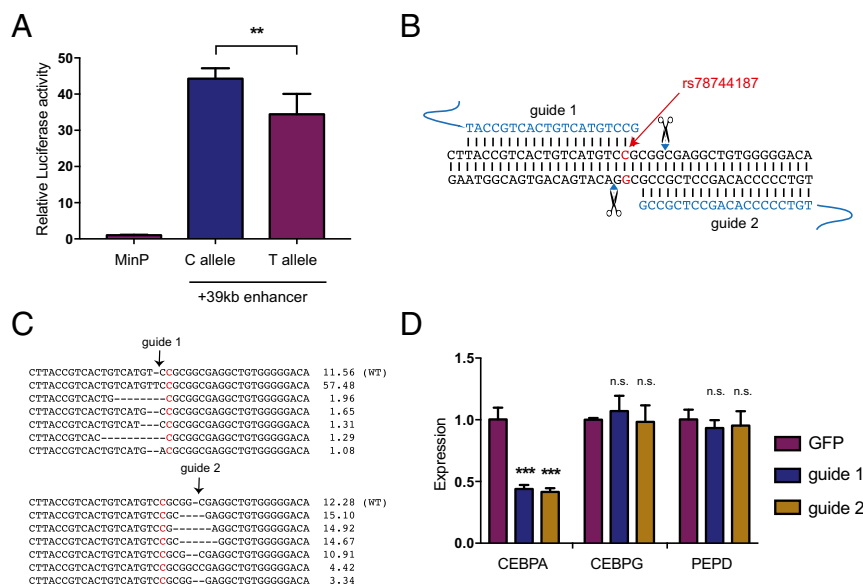 A
**
Relative Luciferase activity
50
40
30
20
10
0
MinP
C allele
T allele
+39kb enhancer
B
rs78744187
guide 1
TACCGTCACTGTCATGTCCG
CTTACCGTCACTGTCATGTCCGCGGCGAGGCTGTGGGGGACA
GAATGGCAGTGACAGTACAGGCGCCGCTCCGACACCCCCTGT
GCCGCTCCGACACCCCCTGT
guide 2
C
guide 1
CTTACCGTCACTGTCATGT-CCGCGGCGAGGCTGTGGGGGACA 11.56 (WT)
CTTACCGTCACTGTCATGTTCCGCGGCGAGGCTGTGGGGGACA 57.48
CTTACCGTCACTG--------CGCGGCGAGGCTGTGGGGGACA 1.96
CTTACCGTCACTGTCATG--CCGCGGCGAGGCTGTGGGGGACA 1.65
CTTACCGTCACTGTCAT---CCGCGGCGAGGCTGTGGGGGACA 1.31
CTTACCGTCAC----------CGCGGCGAGGCTGTGGGGGACA 1.29
CTTACCGTCACTGTCATG--ACGCGGCGAGGCTGTGGGGGACA 1.08
guide 2
CTTACCGTCACTGTCATGTCCGCGG-CGAGGCTGTGGGGGACA 12.28 (WT)
CTTACCGTCACTGTCATGTCCGC----GAGGCTGTGGGGGACA 15.10
CTTACCGTCACTGTCATGTCCG-----AGGCTGTGGGGGACA 14.92
CTTACCGTCACTGTCATGTCCG------GGCTGTGGGGGACA 14.67
CTTACCGTCACTGTCATGTCCGCG--CGAGGCTGTGGGGGACA 10.91
CTTACCGTCACTGTCATGTCCGCGGCCGAGGCTGTGGGGGACA 4.42
CTTACCGTCACTGTCATGTCCGCGG--GAGGCTGTGGGGGACA 3.34
D
Expression
1.5
1.0
0.5
0.0
*** ***
n.s. n.s.
n.s. n.s.
CEBPA
CEBPG
PEPD
GFP
guide 1
guide 2